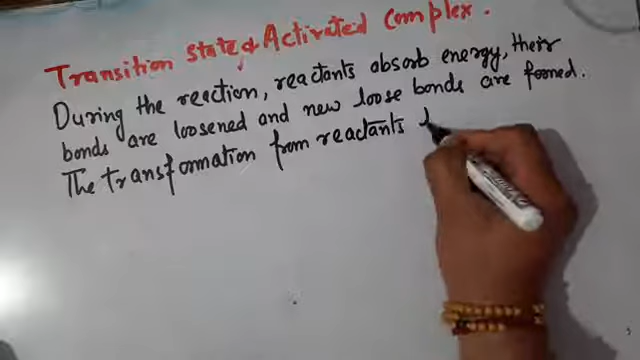 Transition state & Activated Complex.
During the reaction, reactants absorb energy, their
bonds are loosened and new loose bonds are formed.
The transformation from reactants